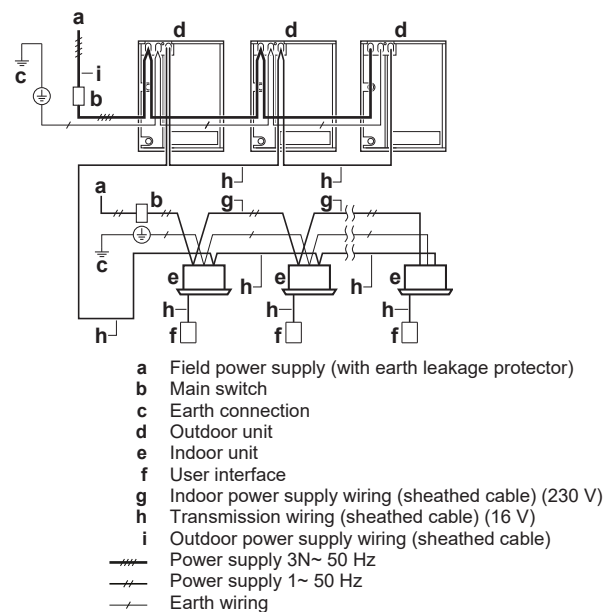 a
d
d
d
c
i
b
h
h
a
b
g
g
c
e
h
e
h
e
h
h
h
h
f
f
f
a Field power supply (with earth leakage protector)
b Main switch
c Earth connection
d Outdoor unit
e Indoor unit
f User interface
g Indoor power supply wiring (sheathed cable) (230 V)
h Transmission wiring (sheathed cable) (16 V)
i Outdoor power supply wiring (sheathed cable)
Power supply 3N~ 50 Hz
Power supply 1~ 50 Hz
Earth wiring